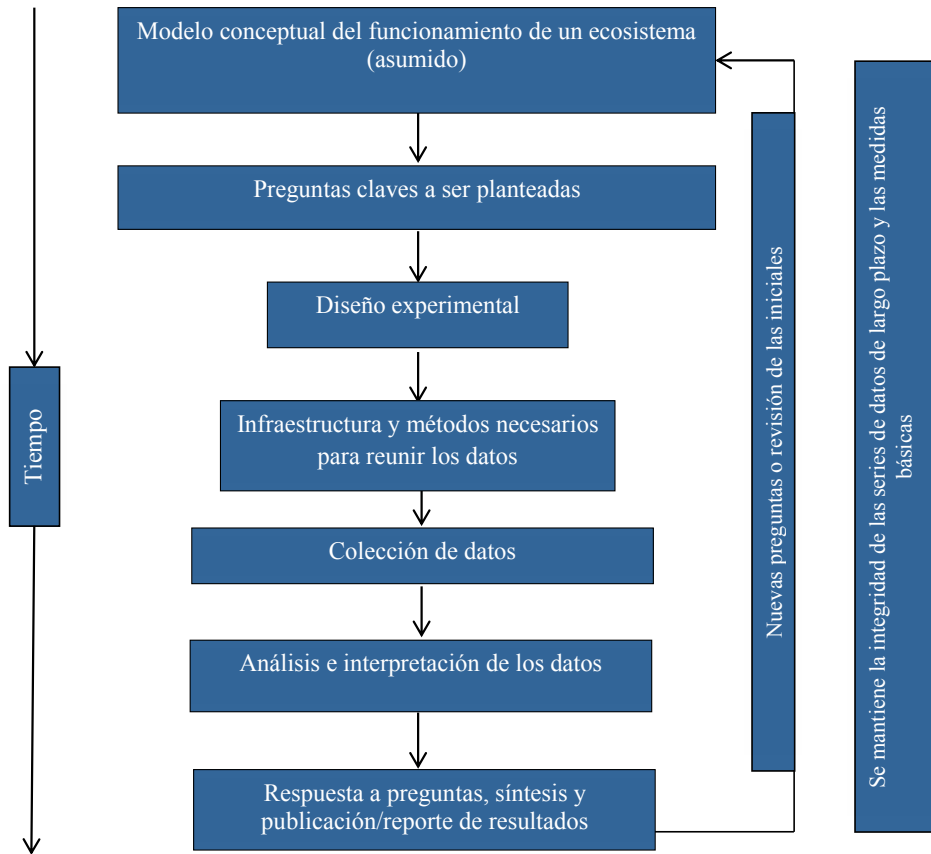 Modelo conceptual del funcionamiento de un ecosistema
(asumido)
Preguntas claves a ser planteadas
Diseño experimental
Infraestructura y métodos necesarios
para reunir los datos
Colección de datos
Análisis e interpretación de los datos
Respuesta a preguntas, síntesis y
publicación/reporte de resultados
Tiempo
Nuevas preguntas o revisión de las iniciales
Se mantiene la integridad de las series de datos de largo plazo y las medidas
básicas